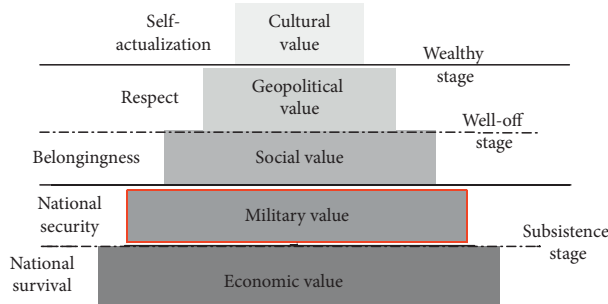 Self-
actualization
Cultural
value
Wealthy
stage
Respect
Geopolitical
value
Well-off
stage
Belongingness
Social value
National
security
Military value
Subsistence
stage
National
survival
Economic value